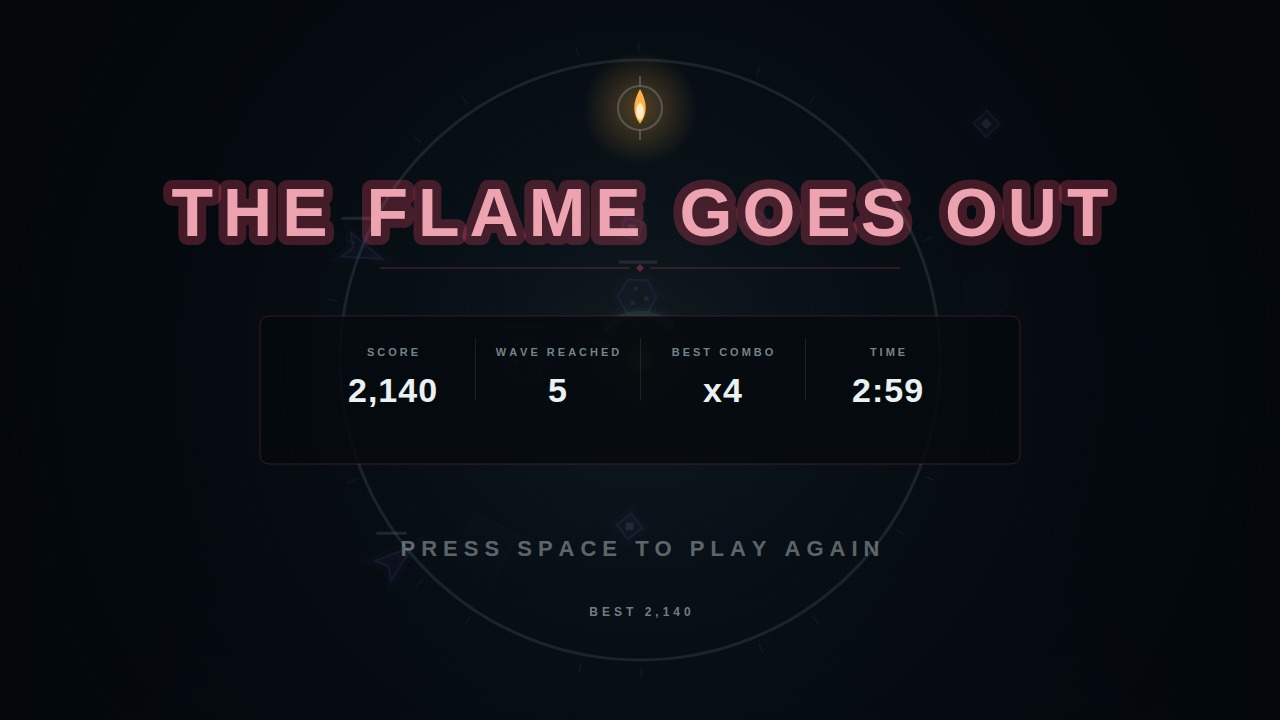 THE FLAME GOES OUT
SCORE WAVE REACHED BEST COMBO TIME
2,140 5 x4 2:59
PRESS SPACE TO PLAY AGAIN
BEST 2,140